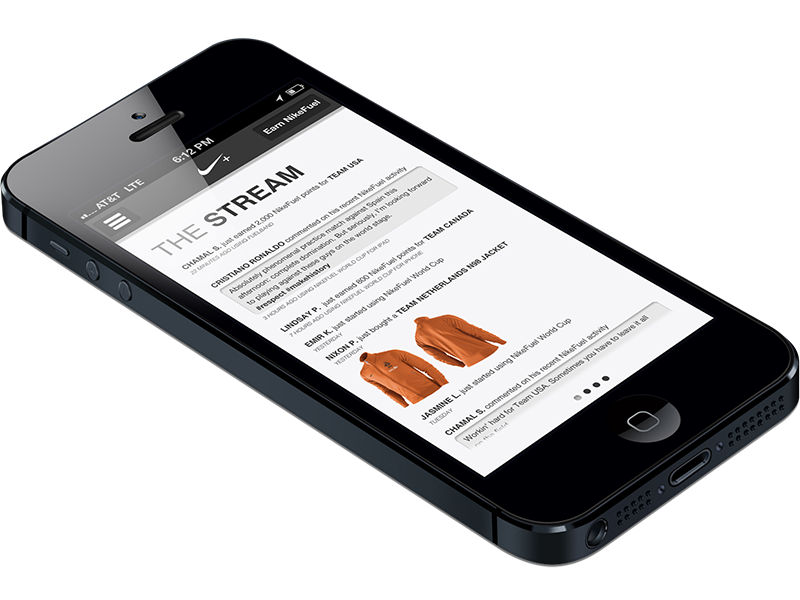 AT&T LTE
6:12 PM
Earn NikeFuel
THE STREAM
CHAMAL S. just earned 2,000 NikeFuel points for TEAM USA
22 MINUTES AGO USING FUELBAND
CRISTIANO RONALDO commented on his recent NikeFuel activity
Absolutely phenomenal practice match against Spain this
afternoon: complete domination. But seriously, I'm looking forward
to playing against these guys on the world stage.
#respect #makehistory
3 HOURS AGO USING NIKEFUEL WORLD CUP FOR IPAD
LINDSAY P. just earned 800 NikeFuel points for TEAM CANADA
7 HOURS AGO USING NIKEFUEL WORLD CUP FOR IPHONE
EMIR K. just started using NikeFuel World Cup
YESTERDAY
NIXON P. just bought a TEAM NETHERLANDS N98 JACKET
YESTERDAY
JASMINE L. just started using NikeFuel World Cup
TUESDAY
CHAMAL S. commented on his recent NikeFuel activity
Workin' hard for Team USA. Sometimes you have to leave it all